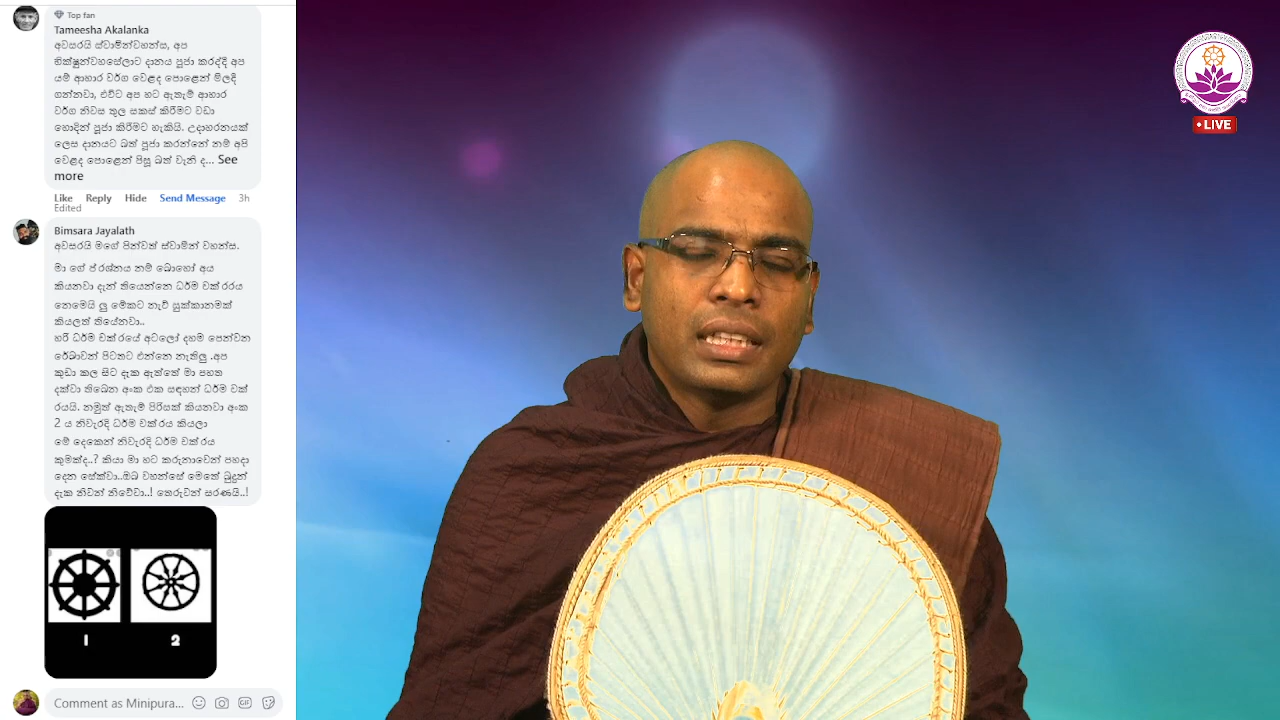 Top fan
Tameesha Akalanka
අවසරයි ස්වාමින්වහන්ස, අප
භික්ෂුන්වහසේලාට දානය පූජා කරද්දී අප
යම් ආහාර වර්ග වෙළද පොළෙන් මිලදී
ගන්නවා, එවිට අප හට ඇතැම් ආහාර
වර්ග නිවස තුල සකස් කිරීමට වඩා
හොදින් පූජා කිරීමට හැකියි. උදාහරනයක්
ලෙස දානයට බත් පූජා කරන්නේ නම් අපි
වෙළද පොළෙන් පිසූ බත් වැනි ද... See
more
Like Reply Hide Send Message 3h
Edited
Bimsara Jayalath
අවසරයි මගේ පින්වත් ස්වාමින් වහන්ස.
මා ගේ ප්‍රශ්නය නම් බොහෝ අය
කියනවා දැන් තියෙන්නෙ ධර්ම චක්‍රය
නෙමෙයි ලු මේකට නැව් සුක්කානමක්
කියලත් තියේනවා..
හරි ධර්ම චක්‍රයේ අටලෝ දහම පෙන්වන
රේඛාවන් පිටතට එන්නෙ නැතිලු .අප
කුඩා කල සිට දැක ඇත්තේ මා පහත
දක්වා තිබෙන අංක එක සඳහන් ධර්ම චක්
රයයි. නමුත් ඇතැම් පිරිසක් කියනවා අංක
2 ය නිවැරදි ධර්ම චක්‍රය කියලා
මේ දෙකෙන් නිවැරදි ධර්ම චක්‍රය
කුමක්ද..? කියා මා හට කරුනාවෙන් පහදා
දෙන සේක්වා..ඔබ වහන්සේ මෙතේ බුදුන්
දැක නිවන් නිවේවා..! තෙරුවන් සරණයි..!
1 2
Comment as Minipura... GIF
• LIVE